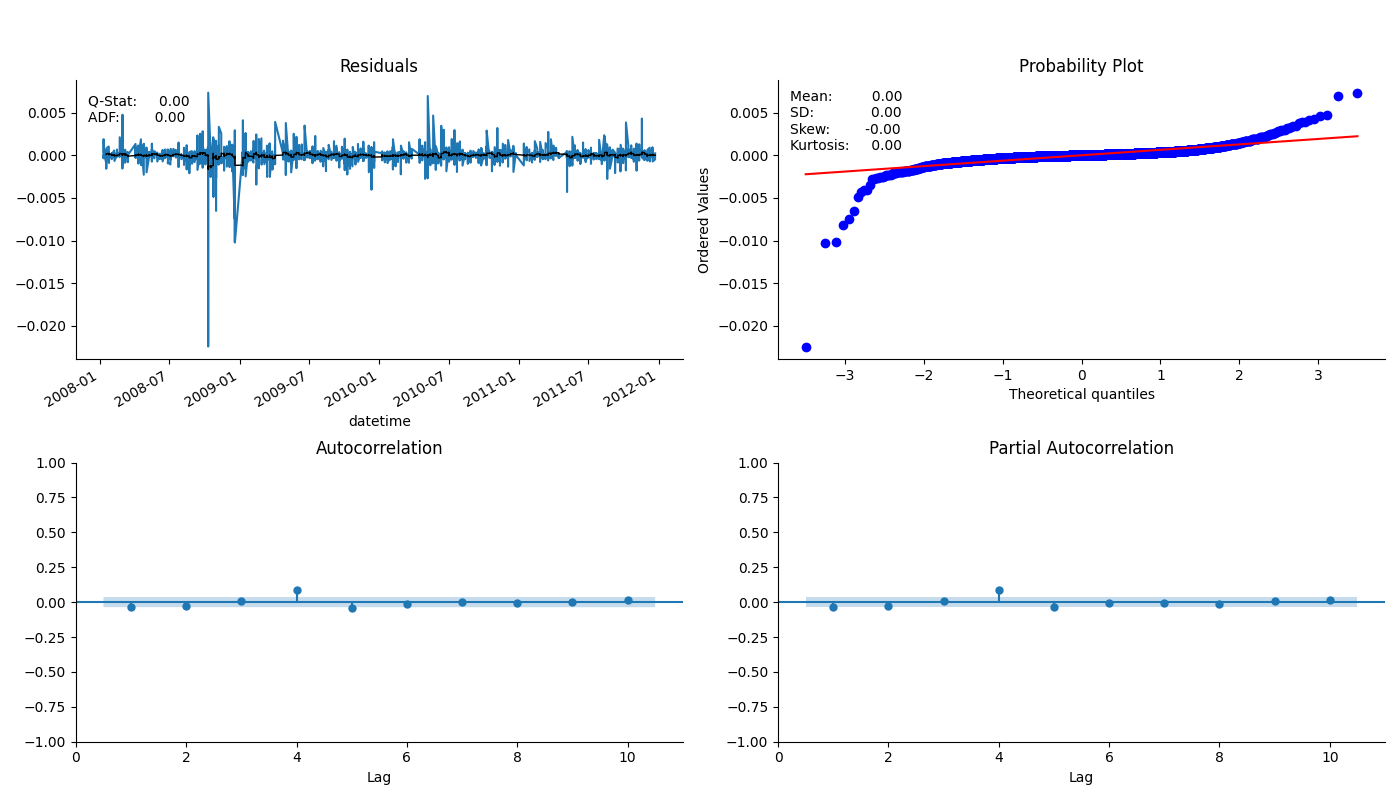 Residuals
Q-Stat: 0.00
ADF: 0.00
0.005
0.000
−0.005
−0.010
−0.015
−0.020
2008-01 2008-07 2009-01 2009-07 2010-01 2010-07 2011-01 2011-07 2012-01
datetime
Probability Plot
Mean: 0.00
SD: 0.00
Skew: -0.00
Kurtosis: 0.00
Ordered Values
0.005
0.000
−0.005
−0.010
−0.015
−0.020
−3 −2 −1 0 1 2 3
Theoretical quantiles
Autocorrelation
1.00
0.75
0.50
0.25
0.00
−0.25
−0.50
−0.75
−1.00
0 2 4 6 8 10
Lag
Partial Autocorrelation
1.00
0.75
0.50
0.25
0.00
−0.25
−0.50
−0.75
−1.00
0 2 4 6 8 10
Lag